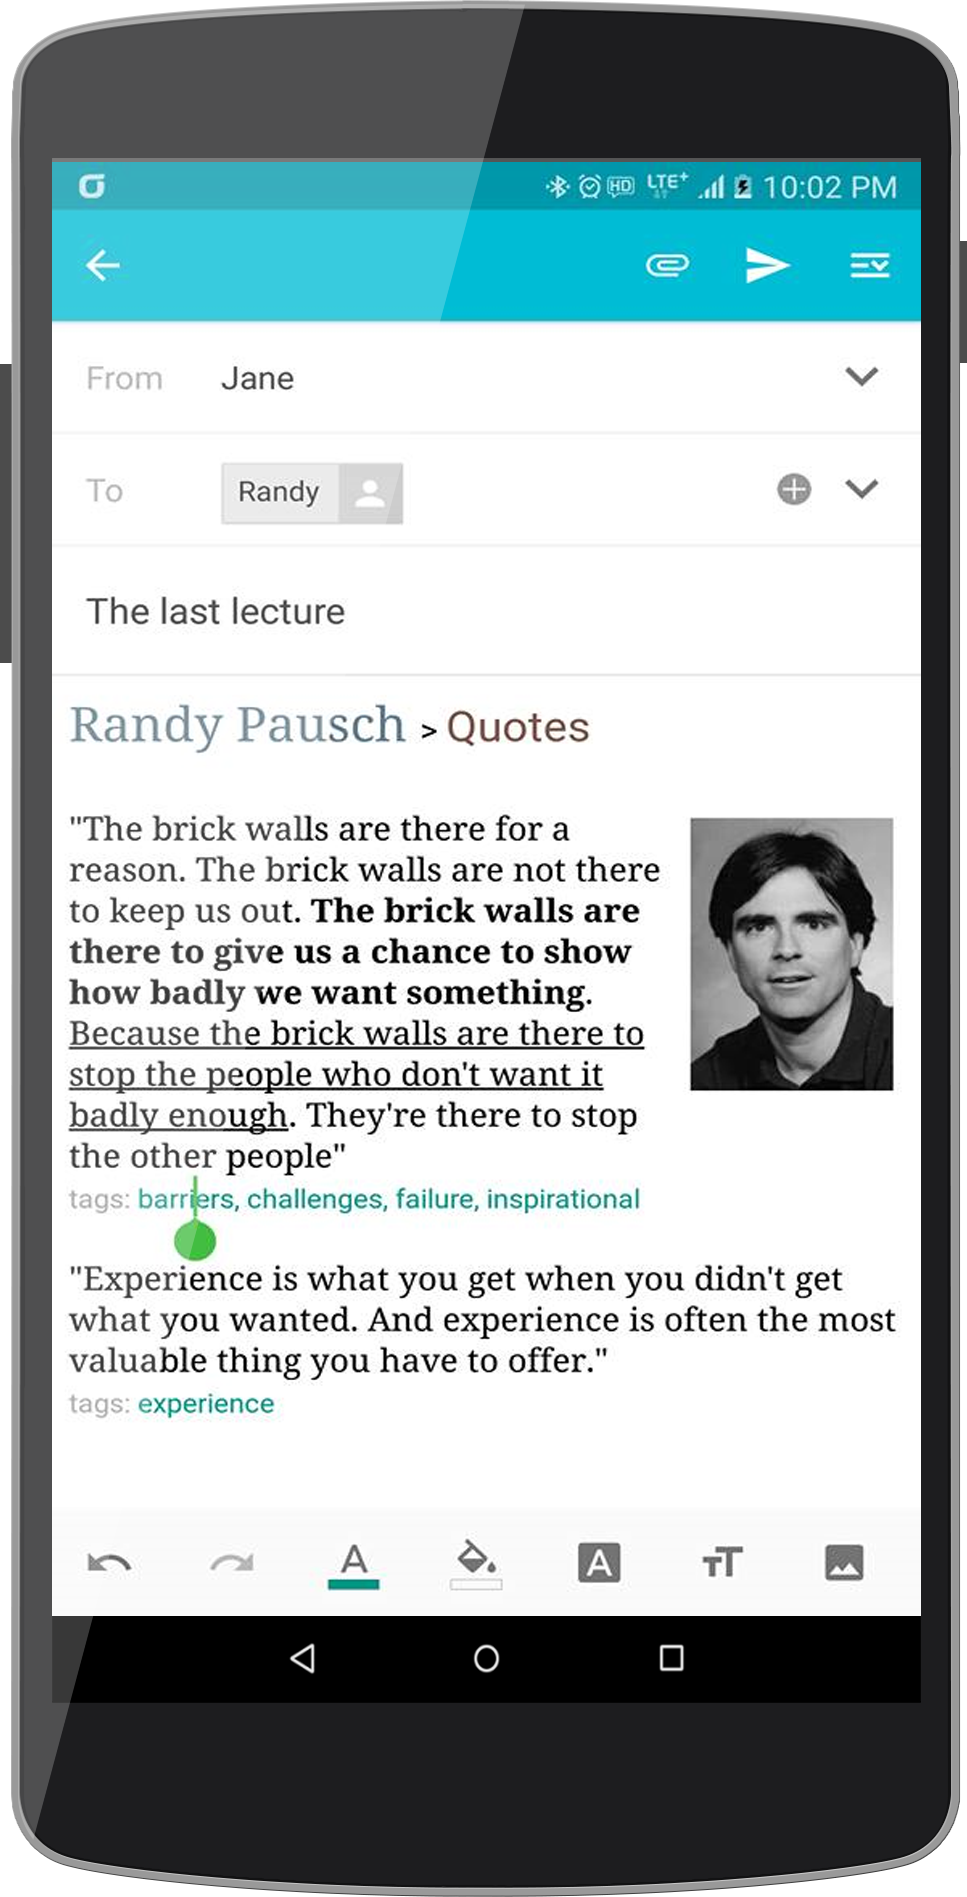 HD LTE+ 10:02 PM
From Jane
To Randy
The last lecture
Randy Pausch > Quotes
"The brick walls are there for a
reason. The brick walls are not there
to keep us out. The brick walls are
there to give us a chance to show
how badly we want something.
Because the brick walls are there to
stop the people who don't want it
badly enough. They're there to stop
the other people"
tags: barriers, challenges, failure, inspirational
"Experience is what you get when you didn't get
what you wanted. And experience is often the most
valuable thing you have to offer."
tags: experience
A A TT